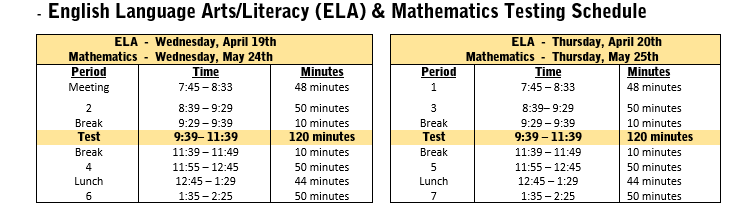 - English Language Arts/Literacy (ELA) & Mathematics Testing Schedule
ELA - Wednesday, April 19th
Mathematics - Wednesday, May 24th
Period Time Minutes
Meeting 7:45 – 8:33 48 minutes
2 8:39 – 9:29 50 minutes
Break 9:29 – 9:39 10 minutes
Test 9:39– 11:39 120 minutes
Break 11:39 – 11:49 10 minutes
4 11:55 – 12:45 50 minutes
Lunch 12:45 – 1:29 44 minutes
6 1:35 – 2:25 50 minutes
ELA - Thursday, April 20th
Mathematics - Thursday, May 25th
Period Time Minutes
1 7:45 – 8:33 48 minutes
3 8:39– 9:29 50 minutes
Break 9:29 – 9:39 10 minutes
Test 9:39 – 11:39 120 minutes
Break 11:39 – 11:49 10 minutes
5 11:55 – 12:45 50 minutes
Lunch 12:45 – 1:29 44 minutes
7 1:35 – 2:25 50 minutes